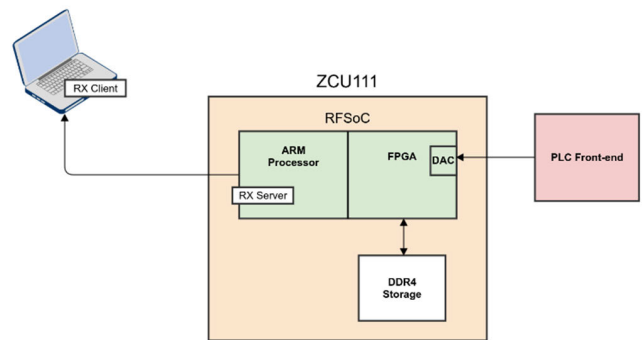 ZCU111
RX Client
RFSoC
ARM
Processor
FPGA
DAC
PLC Front-end
RX Server
DDR4
Storage